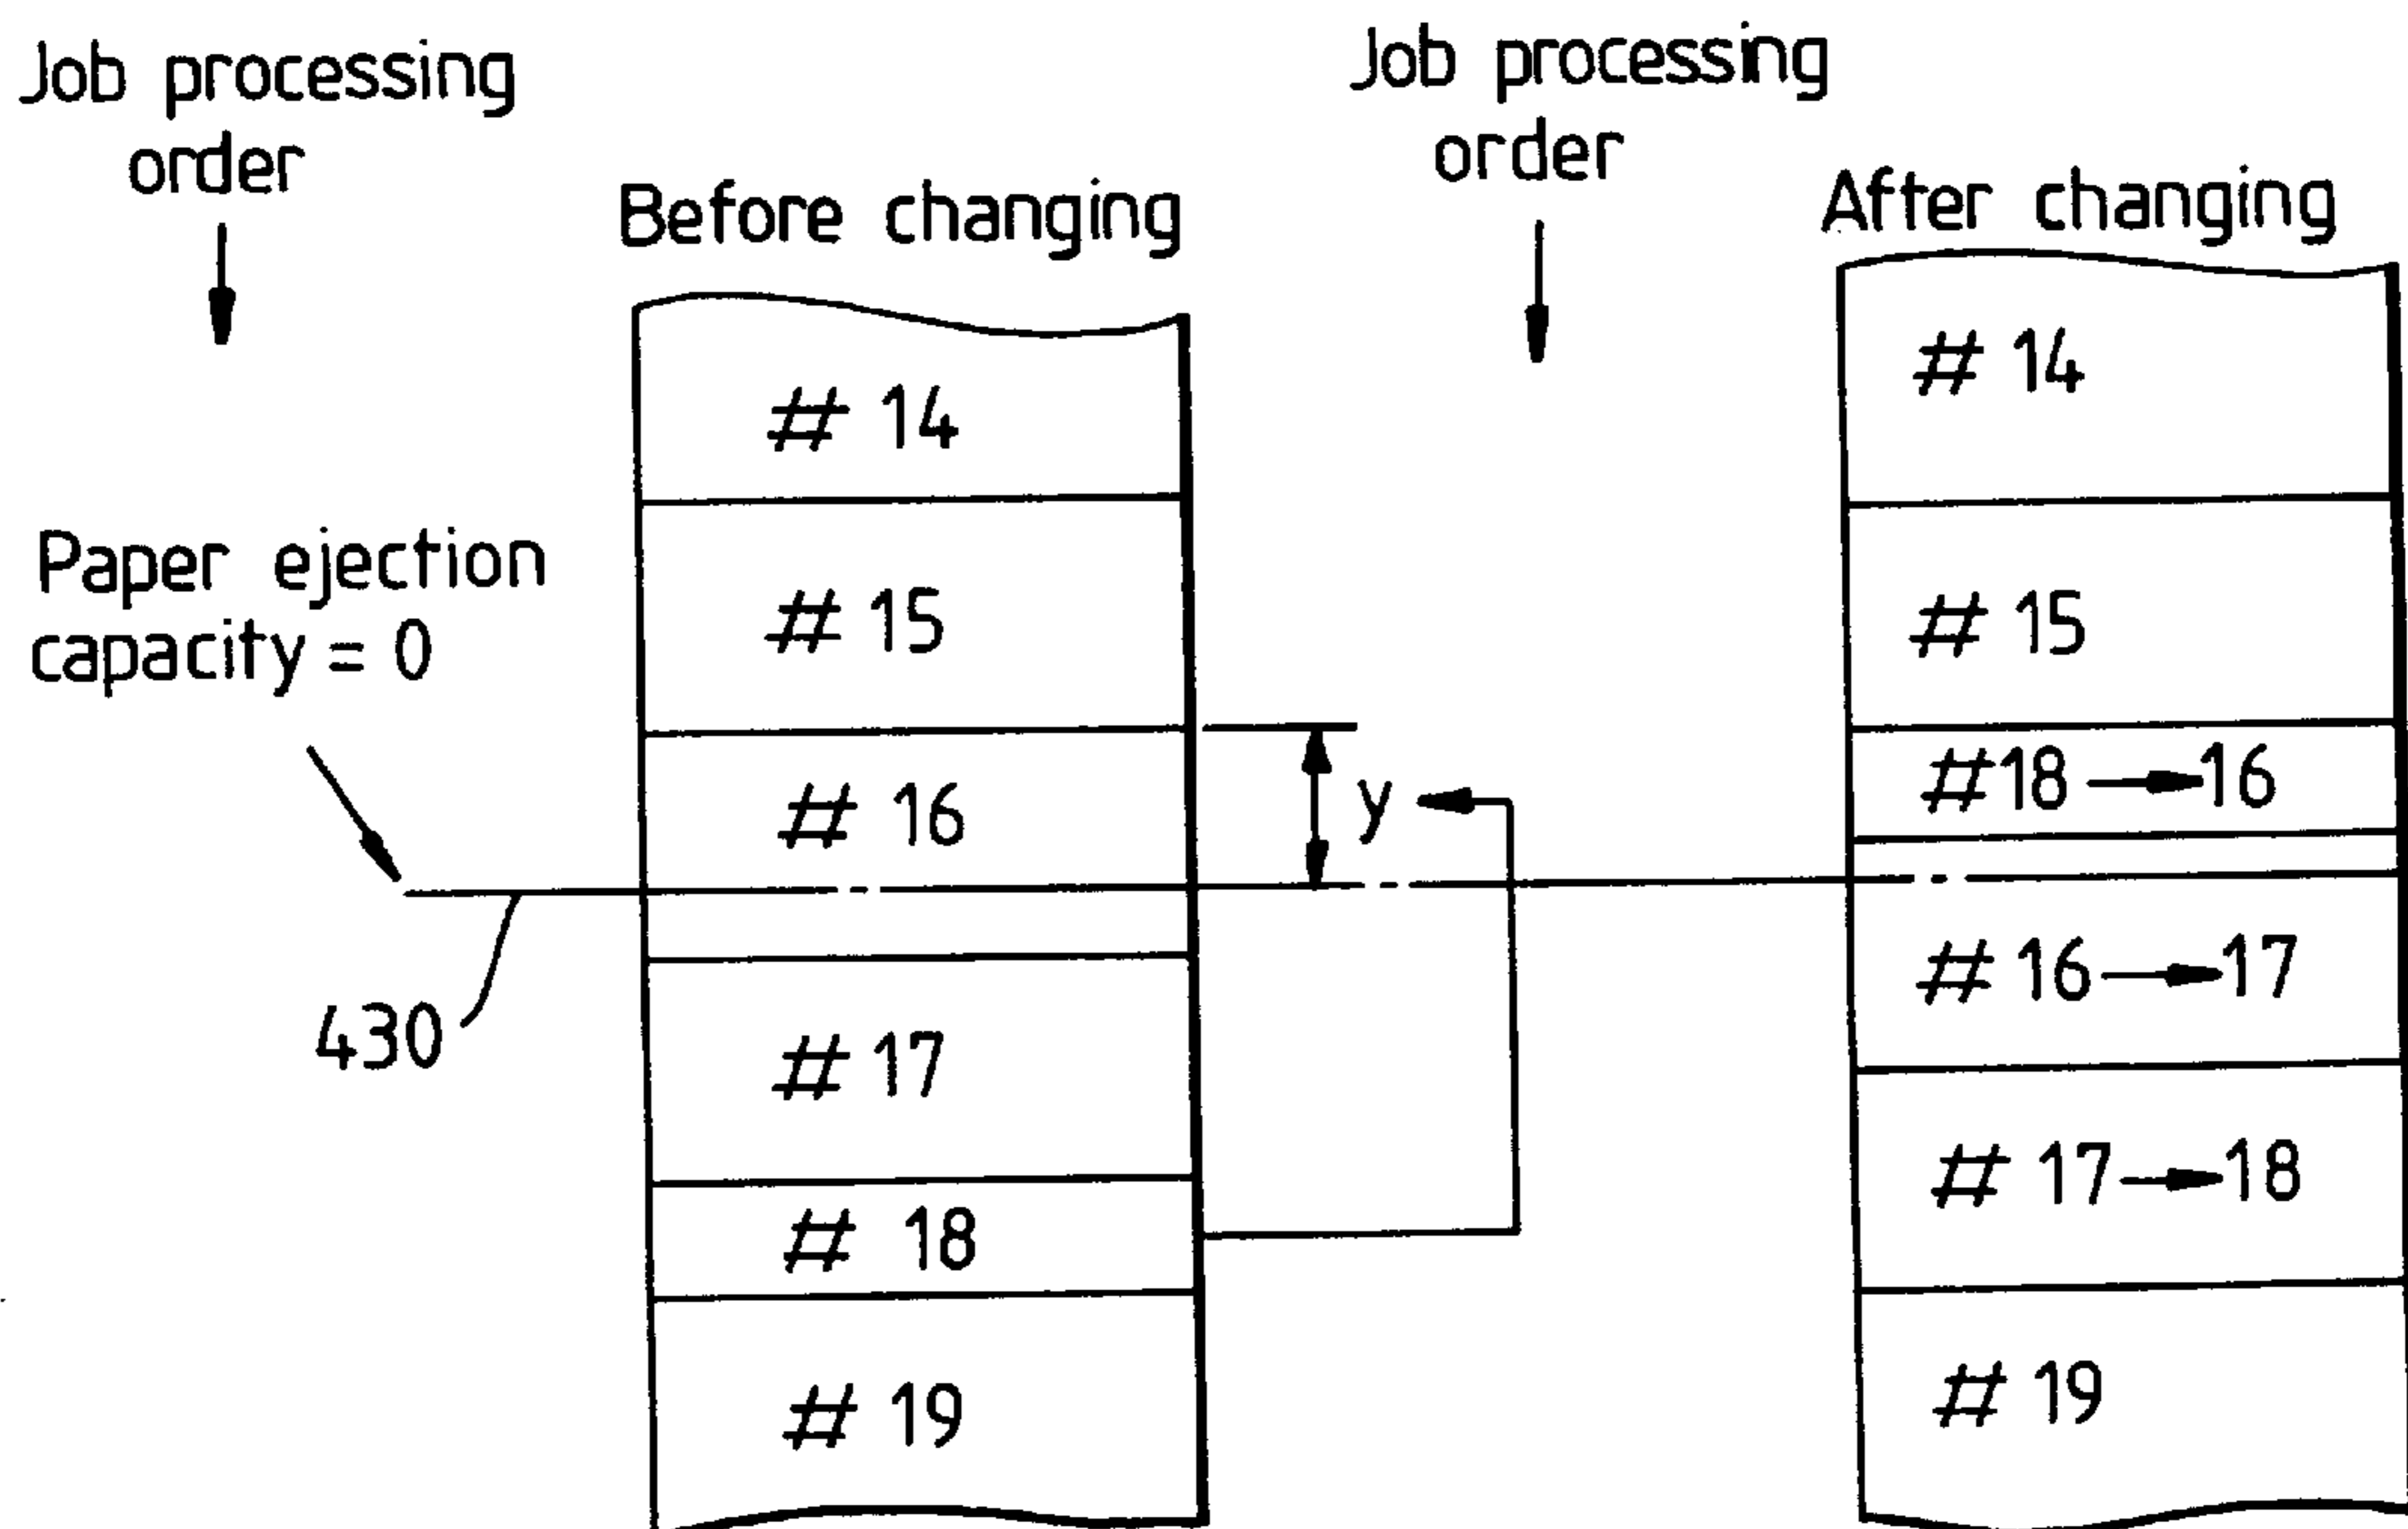 Job processing
order
Before changing
# 14
# 15
# 16
# 17
# 18
# 19
Paper ejection
capacity = 0
430
y
Job processing
order
After changing
# 14
# 15
#18 → 16
# 16 → 17
# 17 → 18
# 19